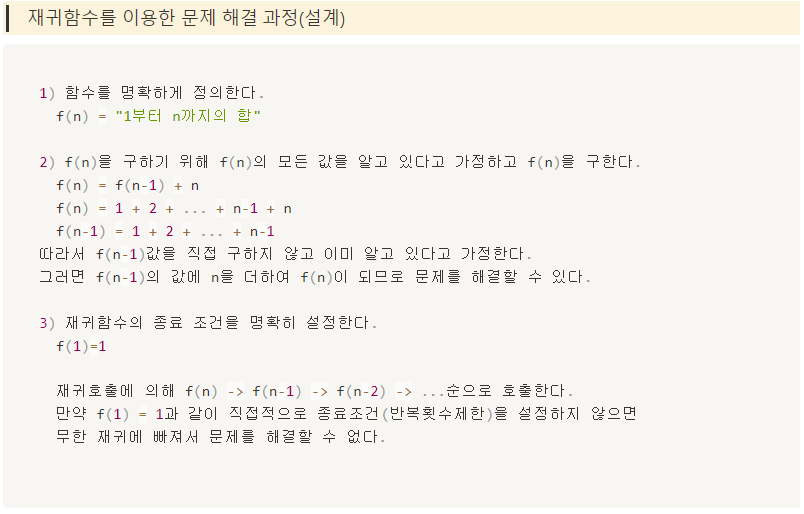 재귀함수를 이용한 문제 해결 과정(설계)
1) 함수를 명확하게 정의한다.
f(n) = "1부터 n까지의 합"
2) f(n)을 구하기 위해 f(n)의 모든 값을 알고 있다고 가정하고 f(n)을 구한다.
f(n) = f(n-1) + n
f(n) = 1 + 2 + ... + n-1 + n
f(n-1) = 1 + 2 + ... + n-1
따라서 f(n-1)값을 직접 구하지 않고 이미 알고 있다고 가정한다.
그러면 f(n-1)의 값에 n을 더하여 f(n)이 되므로 문제를 해결할 수 있다.
3) 재귀함수의 종료 조건을 명확히 설정한다.
f(1)=1
재귀호출에 의해 f(n) -> f(n-1) -> f(n-2) -> ...순으로 호출한다.
만약 f(1) = 1과 같이 직접적으로 종료조건(반복횟수제한)을 설정하지 않으면
무한 재귀에 빠져서 문제를 해결할 수 없다.